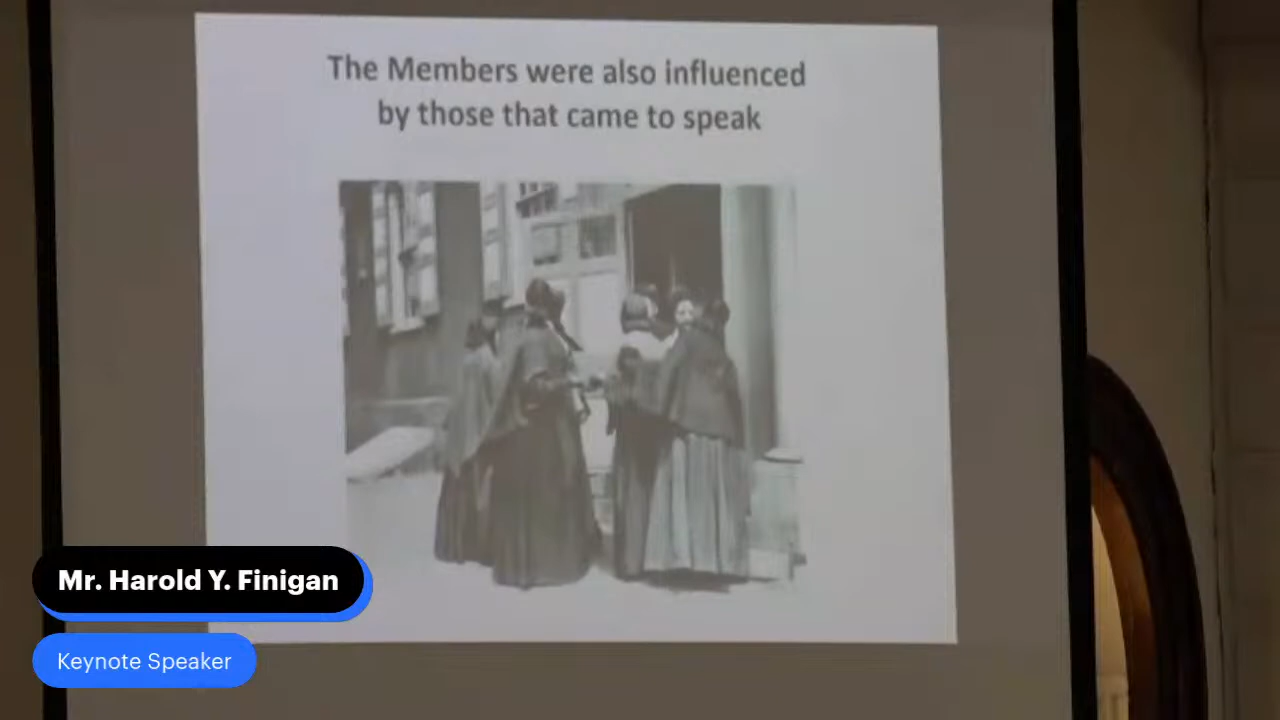 The Members were also influenced
by those that came to speak
Mr. Harold Y. Finigan
Keynote Speaker